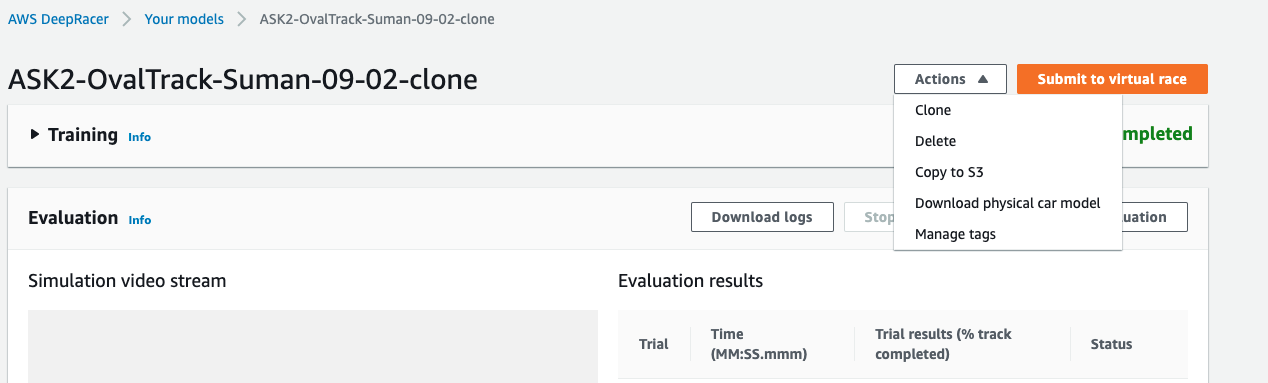 AWS DeepRacer > Your models > ASK2-OvalTrack-Suman-09-02-clone
ASK2-OvalTrack-Suman-09-02-clone
Actions
Submit to virtual race
Clone
Delete
Copy to S3
Download physical car model
Manage tags
Training Info
mpleted
Evaluation Info
Download logs
Stop
uation
Simulation video stream
Evaluation results
Trial
Time
(MM:SS.mmm)
Trial results (% track
completed)
Status